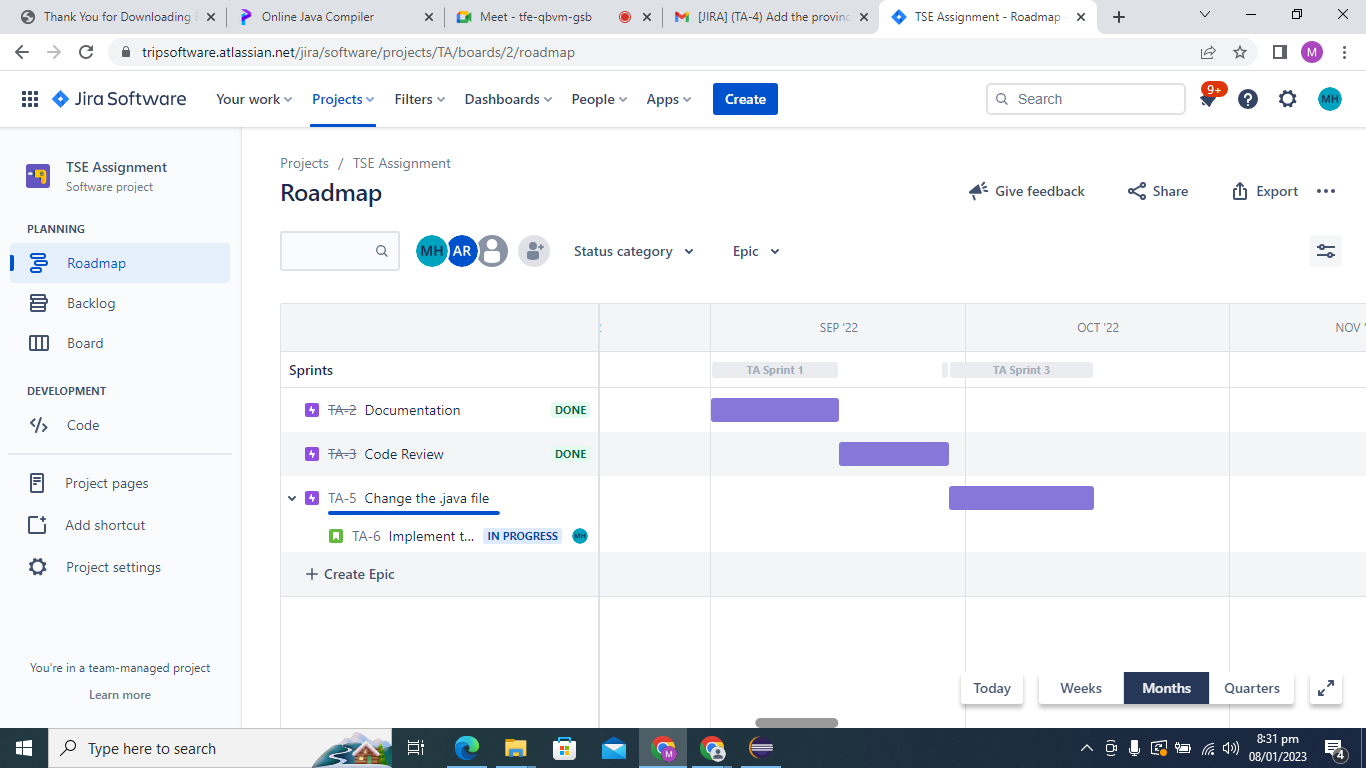 Thank You for Downloading
Online Java Compiler
Meet - tfe-qbvm-gsb
[JIRA] (TA-4) Add the provinc
TSE Assignment - Roadmap
tripsoftware.atlassian.net/jira/software/projects/TA/boards/2/roadmap
M
Jira Software
Your work
Projects
Filters
Dashboards
People
Apps
Create
Search
9+
MH
TSE Assignment
Software project
PLANNING
Roadmap
Backlog
Board
DEVELOPMENT
Code
Project pages
Add shortcut
Project settings
You're in a team-managed project
Learn more
Projects / TSE Assignment
Roadmap
Give feedback
Share
Export
MH
AR
Status category
Epic
SEP '22
OCT '22
NOV '
Sprints
TA Sprint 1
TA Sprint 3
TA-2 Documentation DONE
TA-3 Code Review DONE
TA-5 Change the .java file
TA-6 Implement t... IN PROGRESS MH
+ Create Epic
Today
Weeks
Months
Quarters
Type here to search
M
8:31 pm
08/01/2023
4